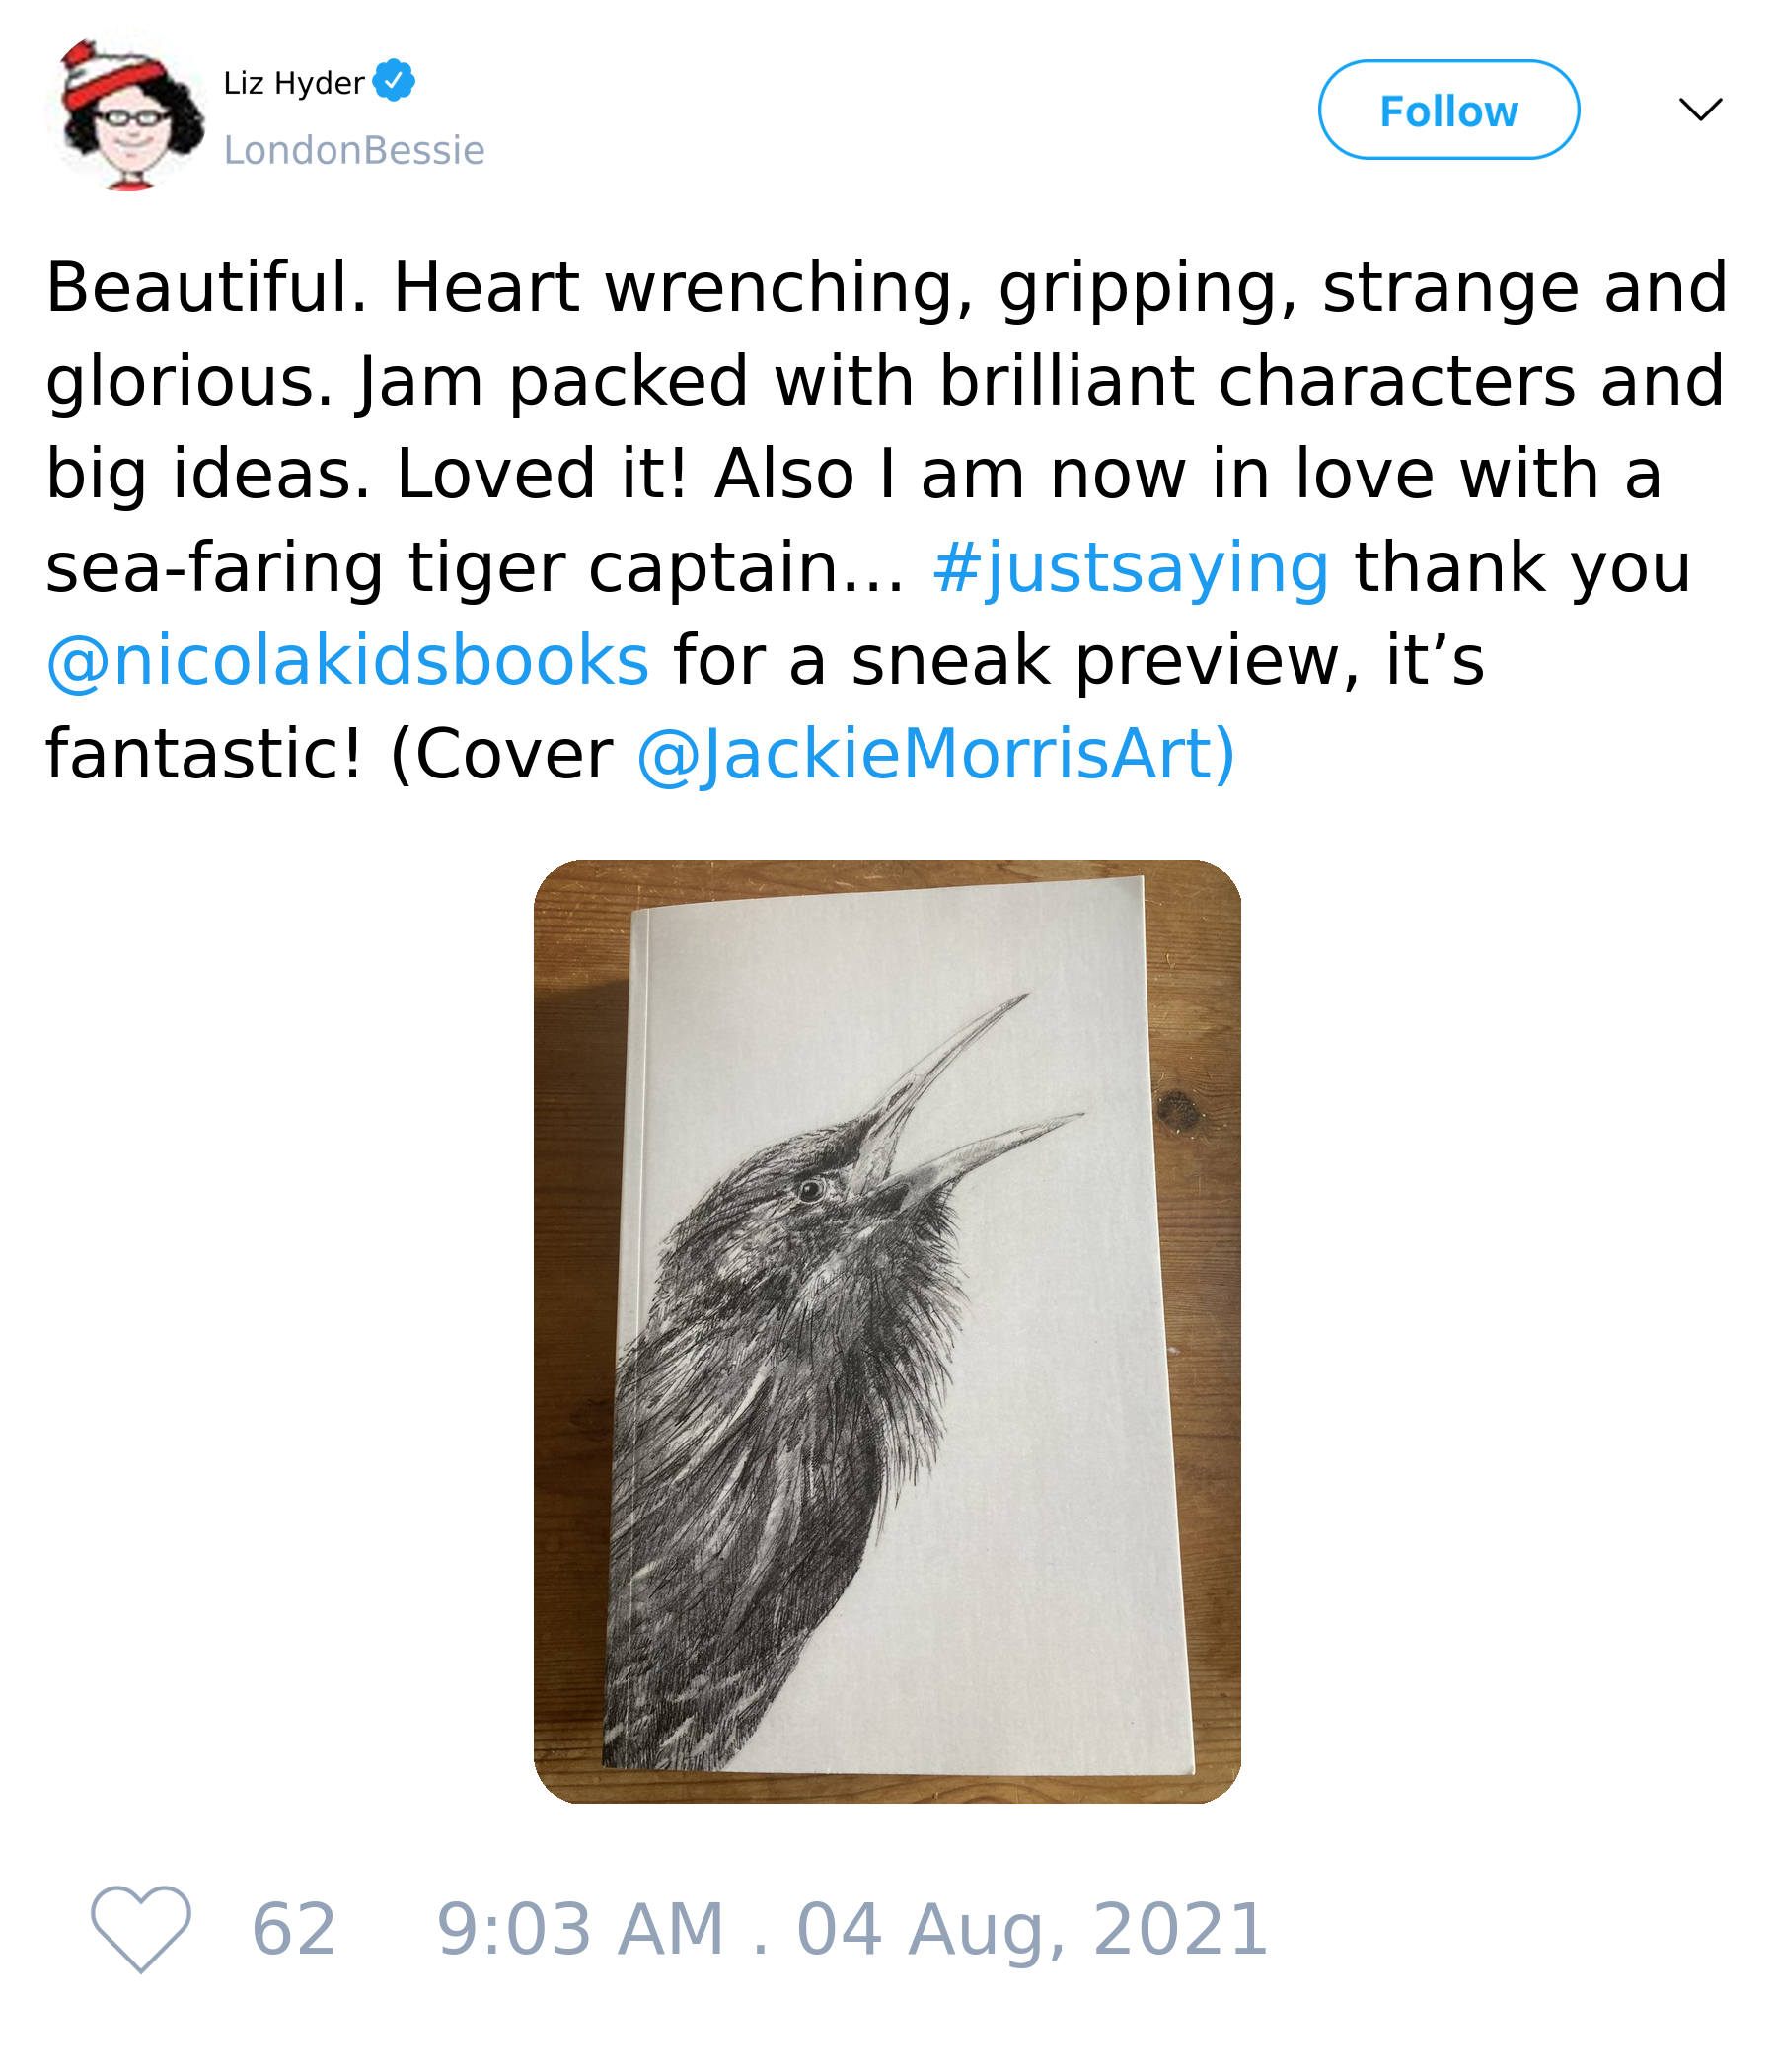 Liz Hyder
LondonBessie
Follow
Beautiful. Heart wrenching, gripping, strange and
glorious. Jam packed with brilliant characters and
big ideas. Loved it! Also I am now in love with a
sea-faring tiger captain... #justsaying thank you
@nicolakidsbooks for a sneak preview, it’s
fantastic! (Cover @JackieMorrisArt)
62 9:03 AM . 04 Aug, 2021